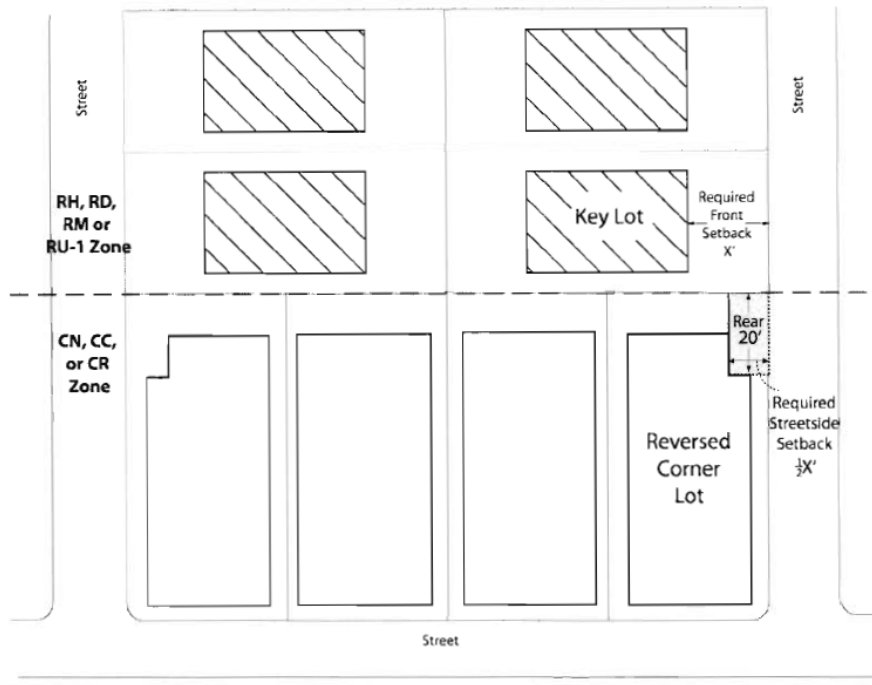 Street
Street
RH, RD,
RM or
RU-1 Zone
Key Lot
Required
Front
Setback
X'
CN, CC,
or CR
Zone
Rear
20'
Required
Streetside
Setback
½X'
Reversed
Corner
Lot
Street